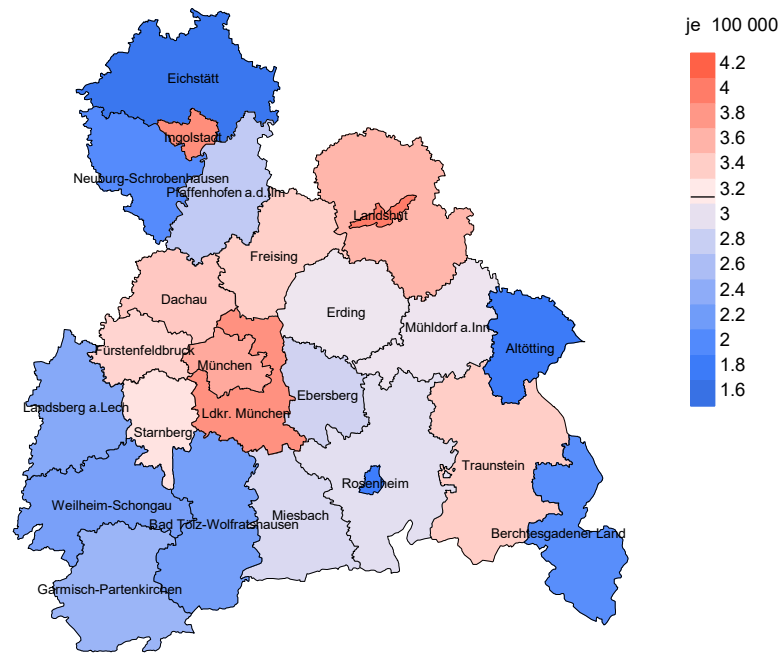 je 100 000
4.2
4
3.8
3.6
3.4
3.2
3
2.8
2.6
2.4
2.2
2
1.8
1.6
Eichstätt
Ingolstadt
Neuburg-Schrobenhausen
Pfaffenhofen a.d.Ilm
Landshut
Freising
Dachau
Erding
Mühldorf a.Inn
Fürstenfeldbruck
München
Altötting
Ebersberg
Landsberg a.Lech
Ldkr. München
Starnberg
Traunstein
Rosenheim
Weilheim-Schongau
Miesbach
Bad Tölz-Wolfratshausen
Berchtesgadener Land
Garmisch-Partenkirchen